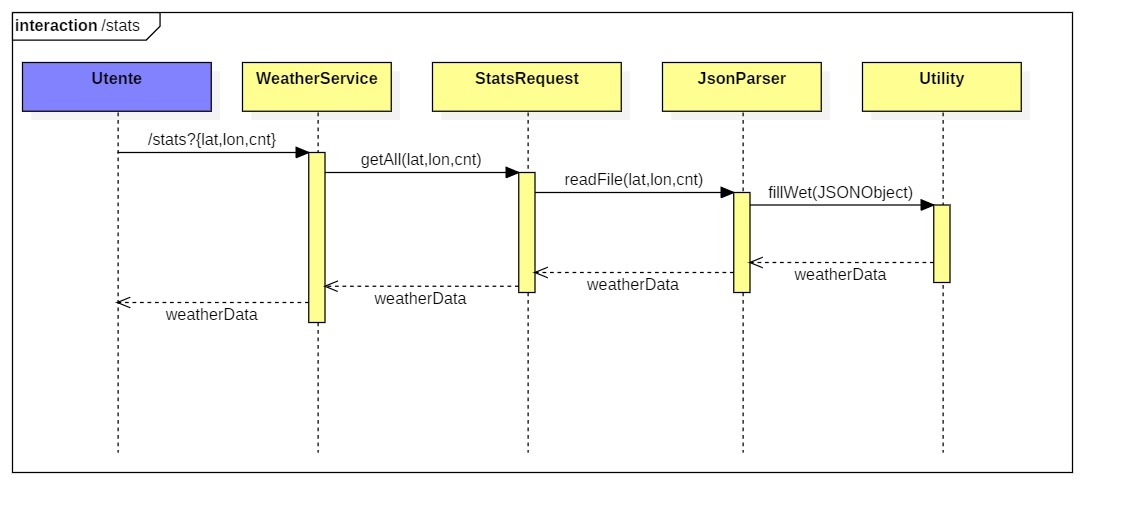 interaction /stats
Utente
WeatherService
StatsRequest
JsonParser
Utility
/stats?{lat,lon,cnt}
getAll(lat,lon,cnt)
readFile(lat,lon,cnt)
fillWet(JSONObject)
weatherData
weatherData
weatherData
weatherData